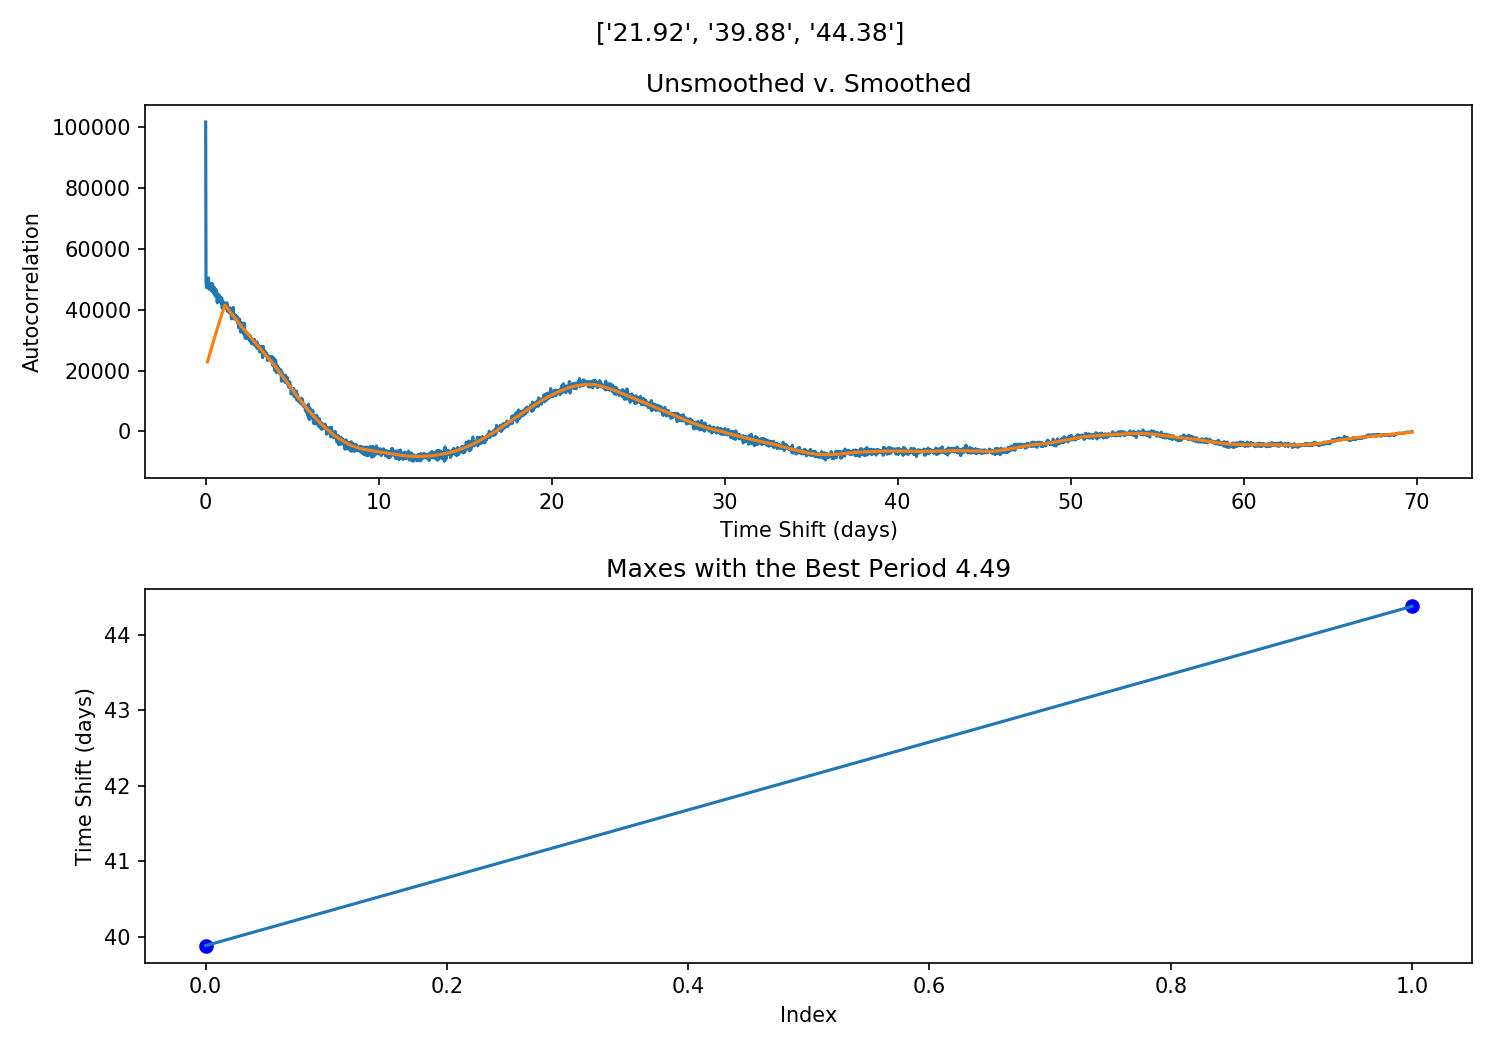 ['21.92', '39.88', '44.38']
Unsmoothed v. Smoothed
100000
80000
60000
40000
20000
0
Autocorrelation
0 10 20 30 40 50 60 70
Time Shift (days)
Maxes with the Best Period 4.49
44
43
42
41
40
Time Shift (days)
0.0 0.2 0.4 0.6 0.8 1.0
Index